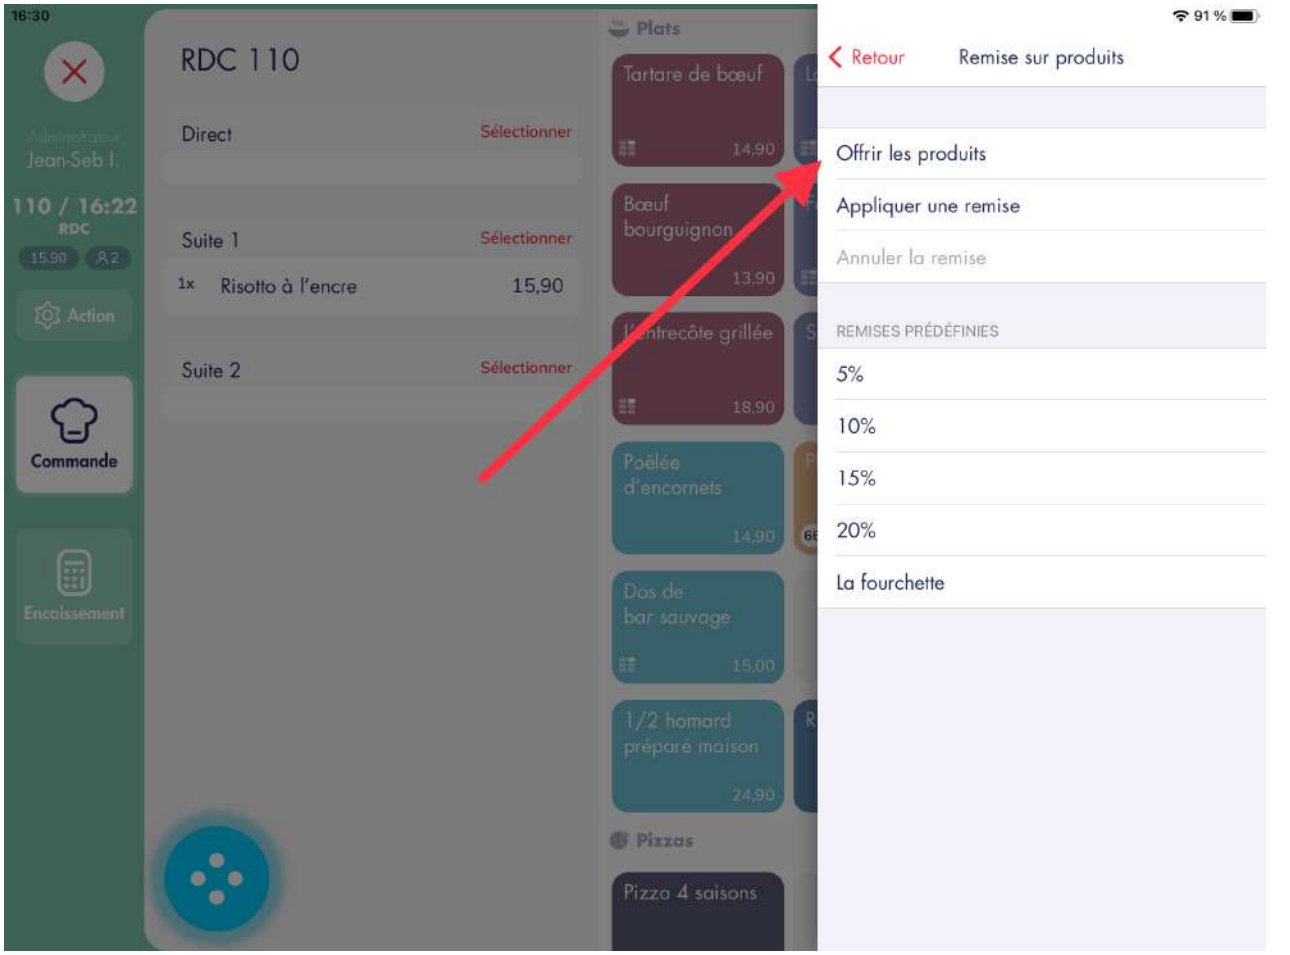 16:30
91 %
Administrateur
Jean-Seb I.
110 / 16:22
RDC
15.90
2
Action
Commande
Encaissement
RDC 110
Direct
Sélectionner
Suite 1
Sélectionner
1x Risotto à l'encre 15,90
Suite 2
Sélectionner
Plats
Tartare de bœuf
14,90
Bœuf
bourguignon
13,90
L'entrecôte grillée
18,90
Poêlée
d'encornets
14,90
Dos de
bar sauvage
15,00
1/2 homard
préparé maison
24,90
Pizzas
Pizza 4 saisons
Retour
Remise sur produits
Offrir les produits
Appliquer une remise
Annuler la remise
REMISES PRÉDÉFINIES
5%
10%
15%
20%
La fourchette